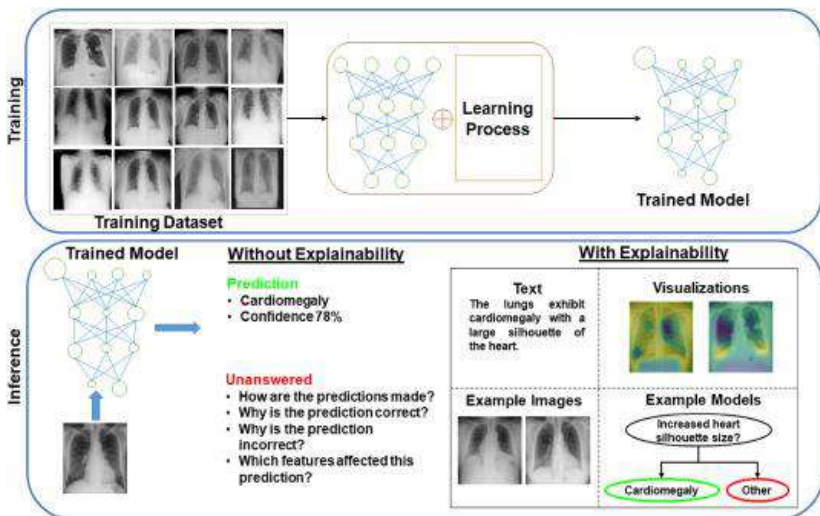 Training
Training Dataset
Learning
Process
Trained Model
Inference
Trained Model
Without Explainability
Prediction
• Cardiomegaly
• Confidence 78%
Unanswered
• How are the predictions made?
• Why is the prediction correct?
• Why is the prediction
incorrect?
• Which features affected this
prediction?
With Explainability
Text
The lungs exhibit
cardiomegaly with a
large silhouette of
the heart.
Visualizations
Example Images
Example Models
Increased heart
silhouette size?
Cardiomegaly
Other